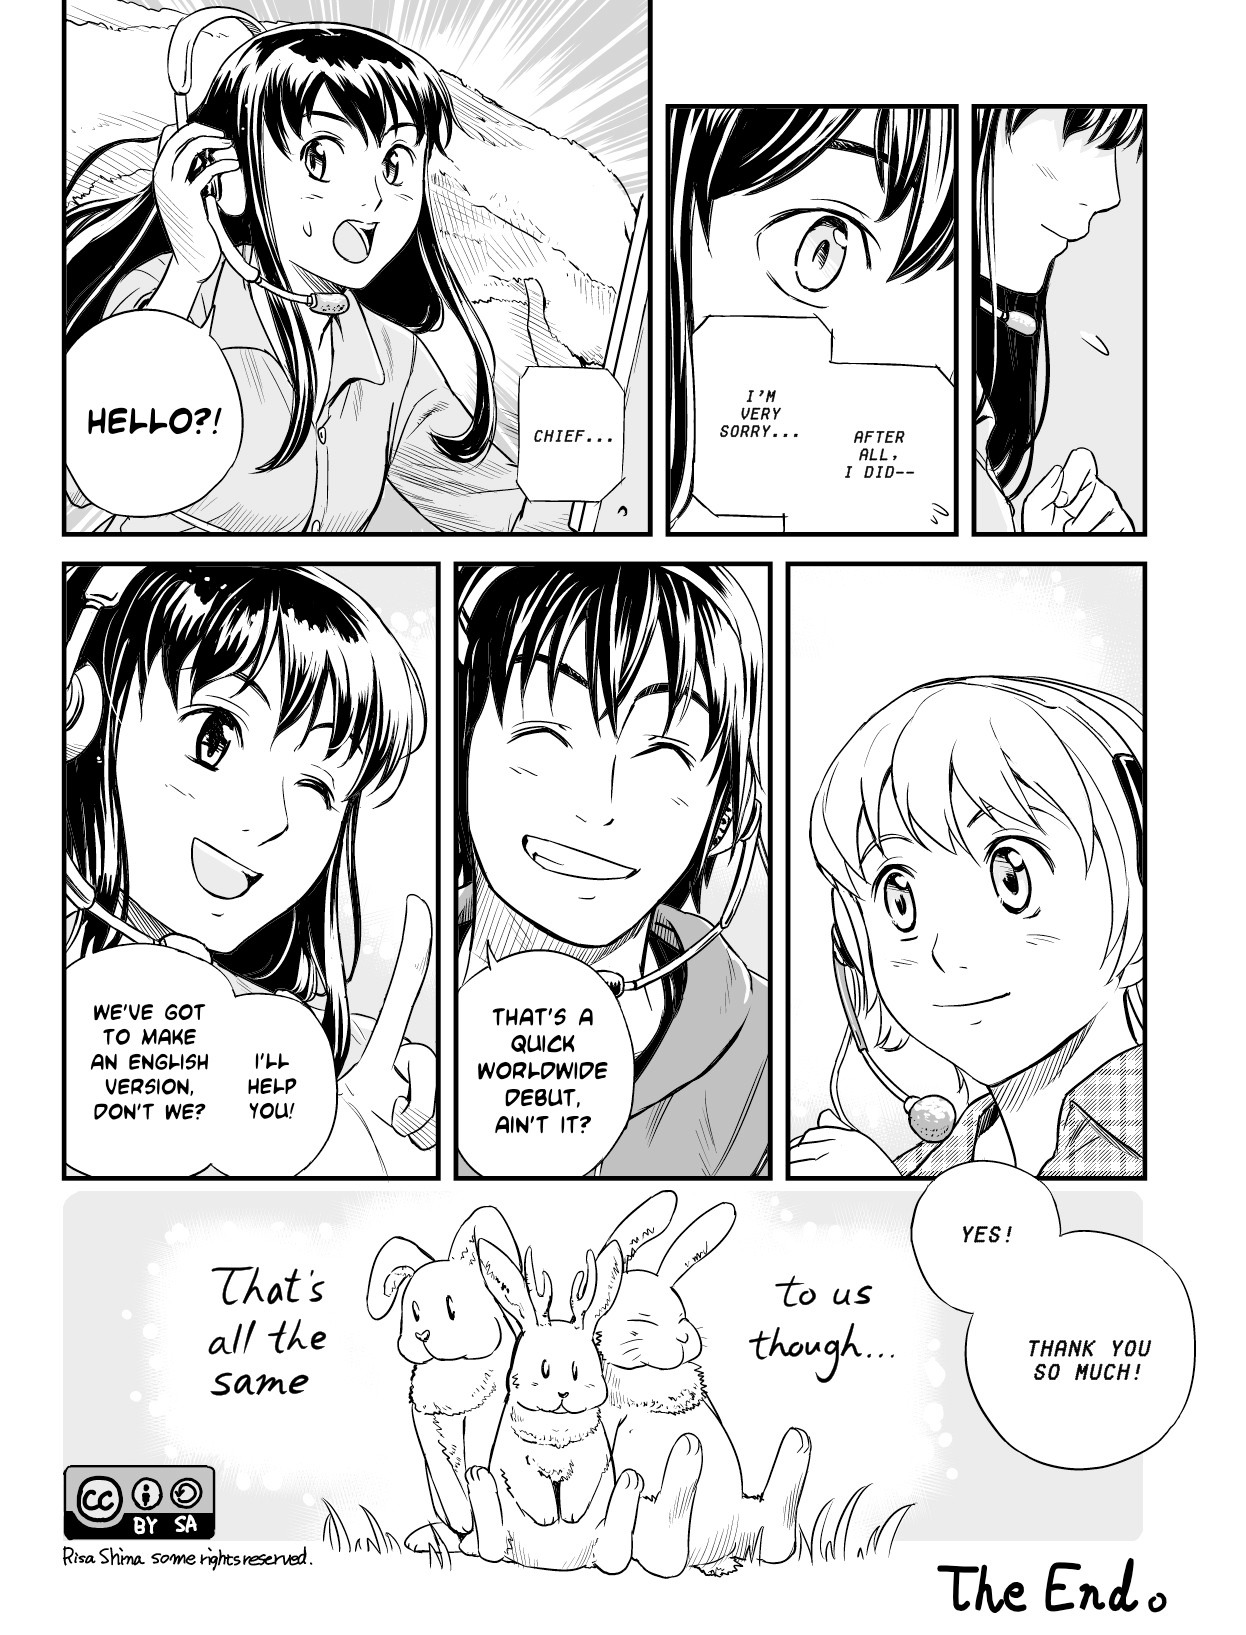 HELLO?!
CHIEF...
I'M
VERY
SORRY...
AFTER
ALL,
I DID--
WE'VE GOT
TO MAKE
AN ENGLISH
VERSION,
DON'T WE?
I'LL
HELP
YOU!
THAT'S A
QUICK
WORLDWIDE
DEBUT,
AIN'T IT?
YES!
THANK YOU
SO MUCH!
That's
all the
same
to us
though...
cc
BY SA
Risa Shima some rights reserved.
The End.